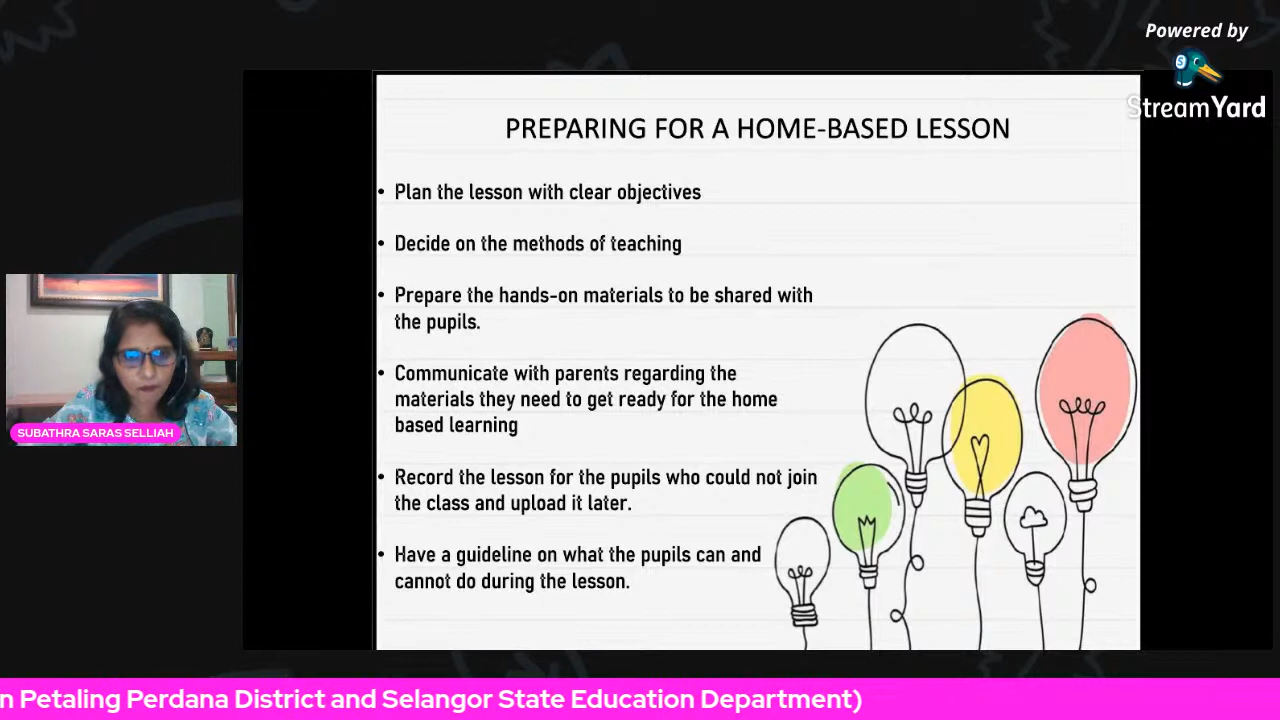 Powered by
StreamYard
PREPARING FOR A HOME-BASED LESSON
• Plan the lesson with clear objectives
• Decide on the methods of teaching
• Prepare the hands-on materials to be shared with
the pupils.
• Communicate with parents regarding the
materials they need to get ready for the home
based learning
• Record the lesson for the pupils who could not join
the class and upload it later.
• Have a guideline on what the pupils can and
cannot do during the lesson.
SUBATHRA SARAS SELLIAH
n Petaling Perdana District and Selangor State Education Department)